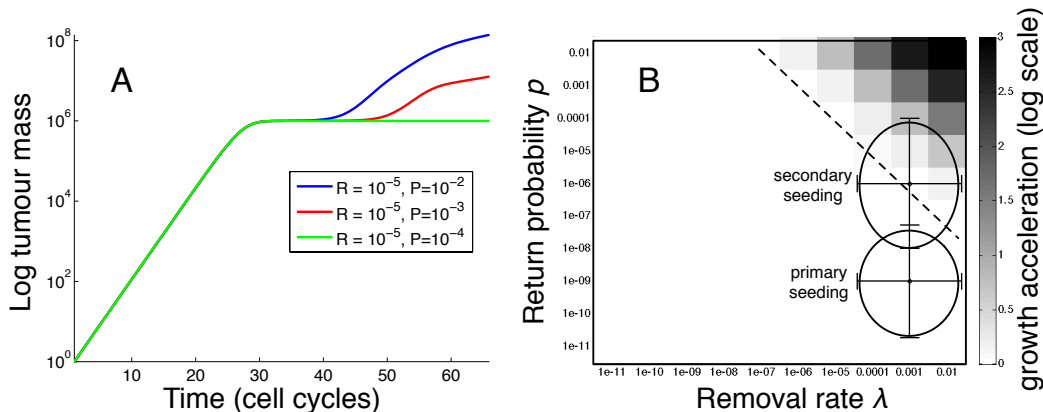 A
Log tumour mass
10^8
10^6
10^4
10^2
10^0
R = 10^-5, P=10^-2
R = 10^-5, P=10^-3
R = 10^-5, P=10^-4
10 20 30 40 50 60
Time (cell cycles)
B
Return probability p
0.01
0.001
0.0001
1e-05
1e-06
1e-07
1e-08
1e-09
1e-10
1e-11
secondary
seeding
primary
seeding
1e-11 1e-10 1e-09 1e-08 1e-07 1e-06 1e-05 0.0001 0.001 0.01
Removal rate λ
3
2.5
2
1.5
1
0.5
0
growth acceleration (log scale)